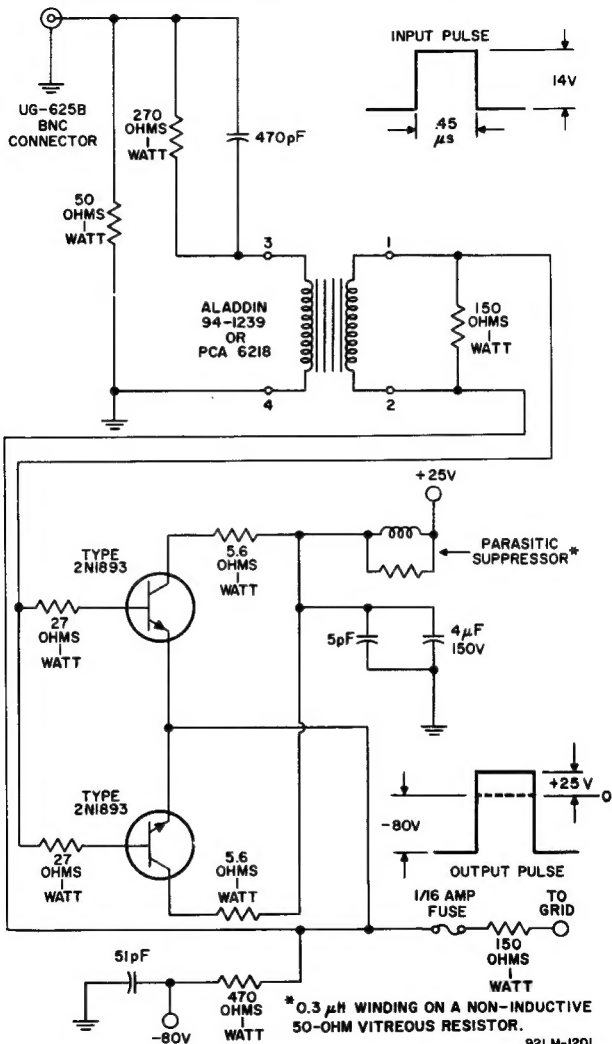 UG-625B
BNC
CONNECTOR
270
OHMS
1
WATT
470pF
INPUT PULSE
14V
.45
μs
50
OHMS
1
WATT
3
1
ALADDIN
94-1239
OR
PCA 6218
150
OHMS
1
WATT
4
2
+25V
TYPE
2N1893
5.6
OHMS
1
WATT
PARASITIC
SUPPRESSOR*
27
OHMS
1
WATT
5pF
4μF
150V
TYPE
2N1893
27
OHMS
1
WATT
5.6
OHMS
1
WATT
+25V
0
-80V
OUTPUT PULSE
1/16 AMP
FUSE
TO
GRID
150
OHMS
1
WATT
51pF
-80V
470
OHMS
1
WATT
*0.3 μH WINDING ON A NON-INDUCTIVE
50-OHM VITREOUS RESISTOR.
92LM-1201